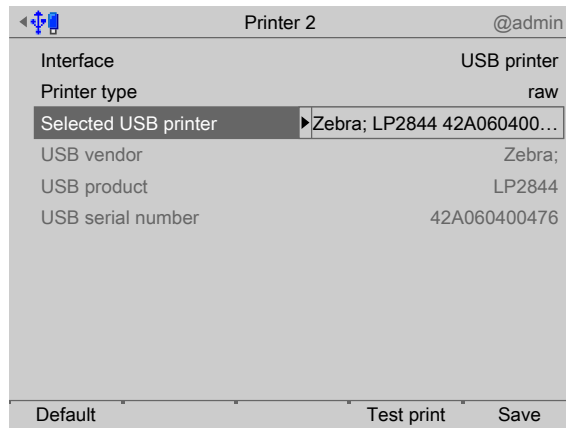 Printer 2 @admin
Interface USB printer
Printer type raw
Selected USB printer Zebra; LP2844 42A060400…
USB vendor Zebra;
USB product LP2844
USB serial number 42A060400476
Default Test print Save